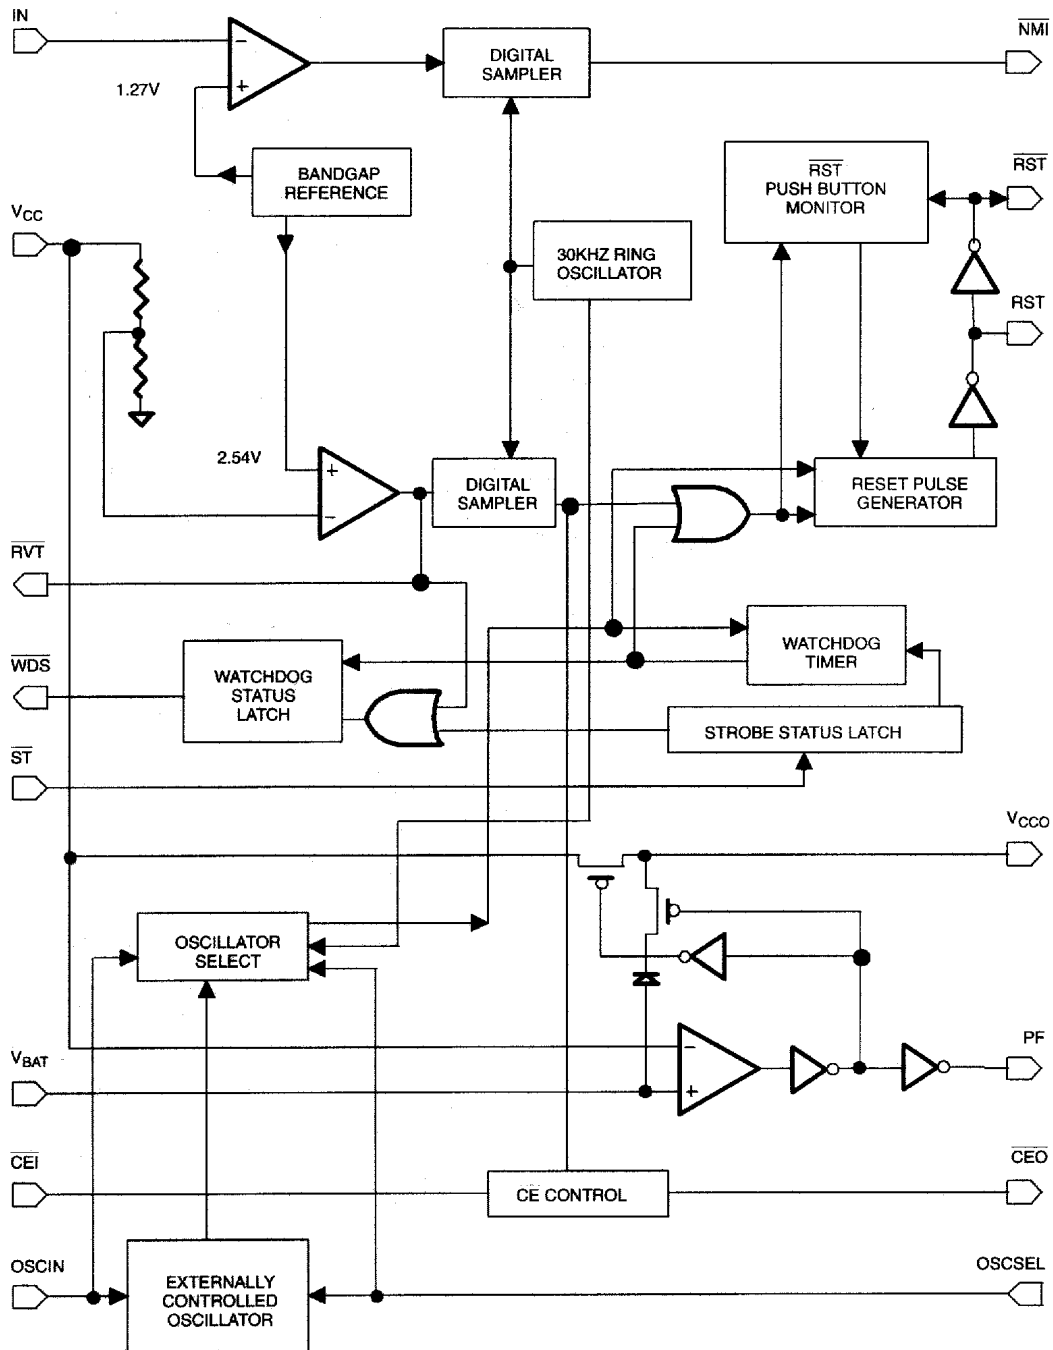 IN
NMI
DIGITAL
SAMPLER
-
+
1.27V
BANDGAP
REFERENCE
RST
PUSH BUTTON
MONITOR
RST
VCC
30KHZ RING
OSCILLATOR
RST
2.54V
+
-
DIGITAL
SAMPLER
RESET PULSE
GENERATOR
RVT
WATCHDOG
TIMER
WDS
WATCHDOG
STATUS
LATCH
STROBE STATUS LATCH
ST
VCCO
OSCILLATOR
SELECT
VBAT
-
+
PF
CEI
CE CONTROL
CEO
OSCIN
EXTERNALLY
CONTROLLED
OSCILLATOR
OSCSEL